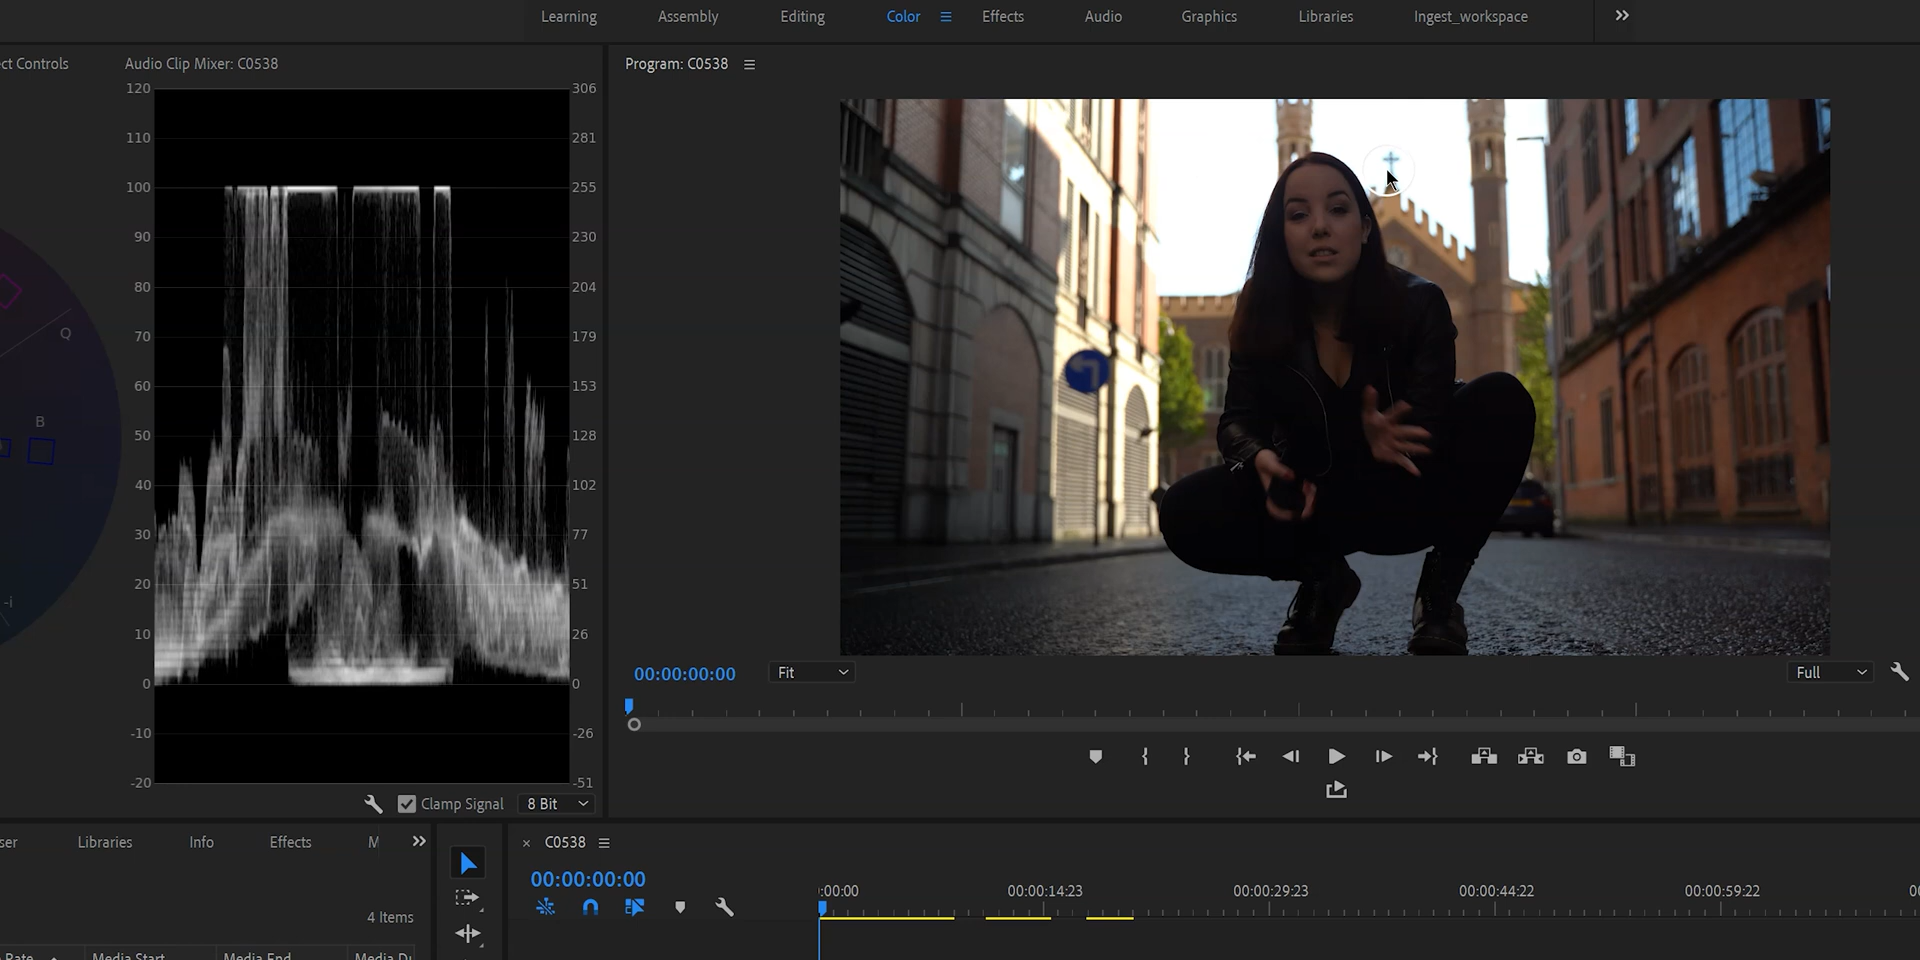 Learning Assembly Editing Color Effects Audio Graphics Libraries Ingest_workspace
ct Controls Audio Clip Mixer: C0538
Program: C0538
120 306
110 281
100 255
90 230
80 204
70 179
60 153
50 128
40 102
30 77
20 51
10 26
0 0
-10 -26
-20 -51
Q
B
-i
Clamp Signal 8 Bit
00:00:00:00 Fit Full
ser Libraries Info Effects M
4 Items
Rate Media Start Media End Media Du
× C0538
00:00:00:00
:00:00 00:00:14:23 00:00:29:23 00:00:44:22 00:00:59:22 00